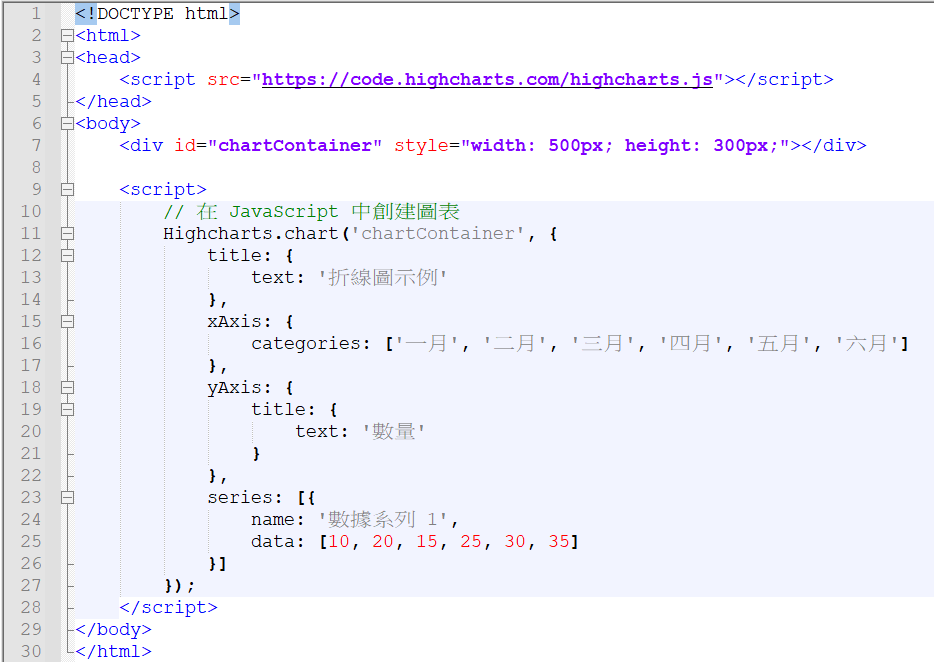 1 <!DOCTYPE html>
2 <html>
3 <head>
4     <script src="https://code.highcharts.com/highcharts.js"></script>
5 </head>
6 <body>
7     <div id="chartContainer" style="width: 500px; height: 300px;"></div>
8
9     <script>
10         // 在 JavaScript 中創建圖表
11         Highcharts.chart('chartContainer', {
12             title: {
13                 text: '折線圖示例'
14             },
15             xAxis: {
16                 categories: ['一月', '二月', '三月', '四月', '五月', '六月']
17             },
18             yAxis: {
19                 title: {
20                     text: '數量'
21                 }
22             },
23             series: [{
24                 name: '數據系列 1',
25                 data: [10, 20, 15, 25, 30, 35]
26             }]
27         });
28     </script>
29 </body>
30 </html>